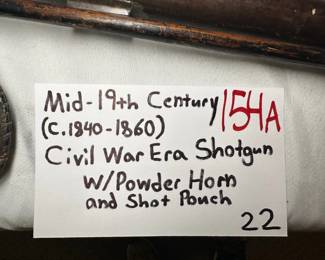 Mid-19th Century 154A
(C.1840-1860)
Civil War Era Shotgun
W/Powder Horn
and Shot Pouch
22